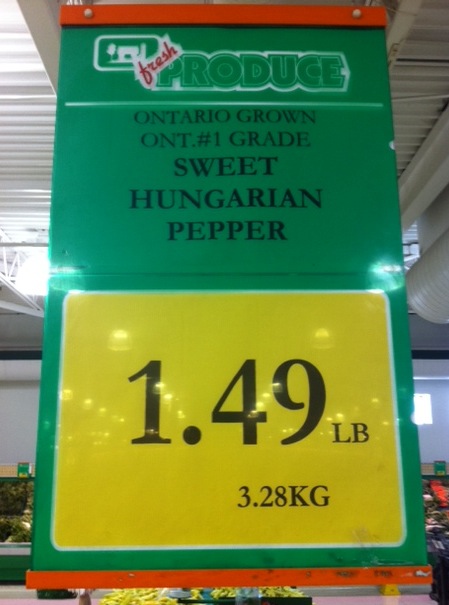 fresh PRODUCE
ONTARIO GROWN
ONT.#1 GRADE
SWEET
HUNGARIAN
PEPPER
1.49 LB
3.28KG